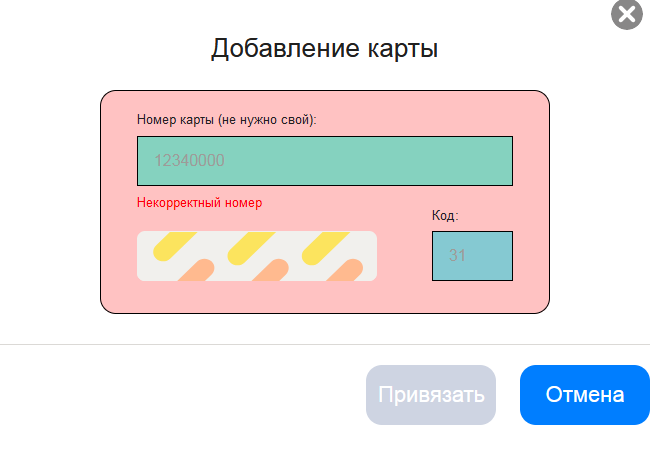 Добавление карты
Номер карты (не нужно свой):
12340000
Некорректный номер
Код:
31
Привязать
Отмена